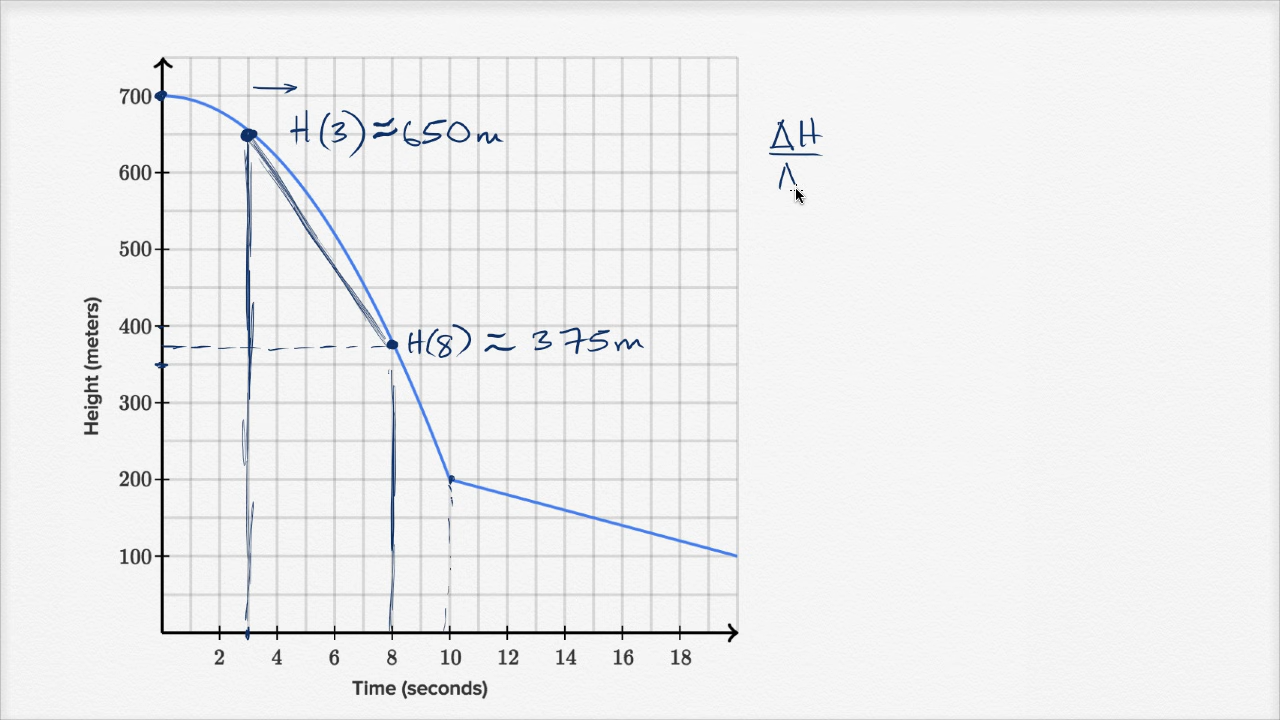 700
600
500
400
300
200
100
Height (meters)
2 4 6 8 10 12 14 16 18
Time (seconds)
H(3)≈650m
H(8) ≈ 375m
ΔH